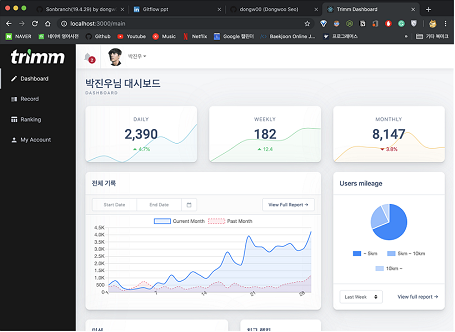 Sonbranch(19.4.29) by dongw
Gitflow ppt
dongw00 (Dongwoo Seo)
Trimm Dashboard
localhost:3000/main
NAVER
네이버 영어사전
Github
Youtube
Music
Netflix
Google 캘린더
Baekjoon Online J...
프로그래머스
기타 북마크
trimm
박진우
Dashboard
Record
Ranking
My Account
박진우님 대시보드
DASHBOARD
DAILY
2,390
4.7%
WEEKLY
182
12.4
MONTHLY
8,147
3.8%
전체 기록
Start Date
End Date
View Full Report →
Current Month
Past Month
4.5K
4.0K
3.5K
3.0K
2.5K
2.0K
1.5K
1.0K
500
0
7
14
21
28
Users mileage
~ 5km
5km ~ 10km
10km ~
Last Week
View full report →